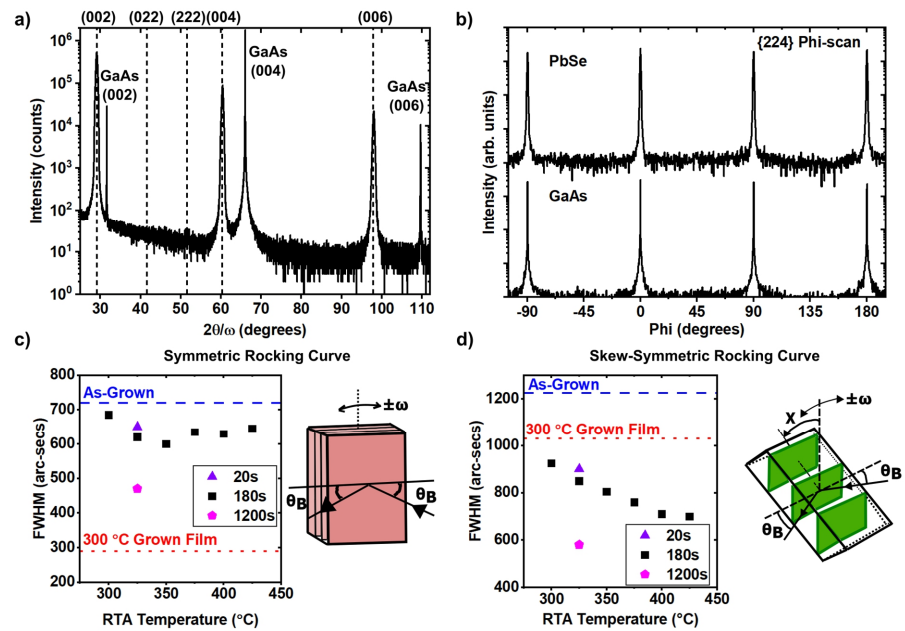 a)
(002) (022) (222) (004) (006)
10⁶
10⁵
10⁴
10³
10²
10¹
10⁰
Intensity (counts)
GaAs
(002)
GaAs
(004)
GaAs
(006)
30 40 50 60 70 80 90 100 110
2θ/ω (degrees)
b)
{224} Phi-scan
PbSe
GaAs
Intensity (arb. units)
-90 -45 0 45 90 135 180
Phi (degrees)
c)
Symmetric Rocking Curve
800
700
600
500
400
300
200
FWHM (arc-secs)
As-Grown
20s
180s
1200s
300 °C Grown Film
300 350 400 450
RTA Temperature (°C)
±ω
θB
θB
d)
Skew-Symmetric Rocking Curve
1200
1000
800
600
400
FWHM (arc-secs)
As-Grown
300 °C Grown Film
20s
180s
1200s
300 350 400 450
RTA Temperature (°C)
χ
±ω
θB
θB